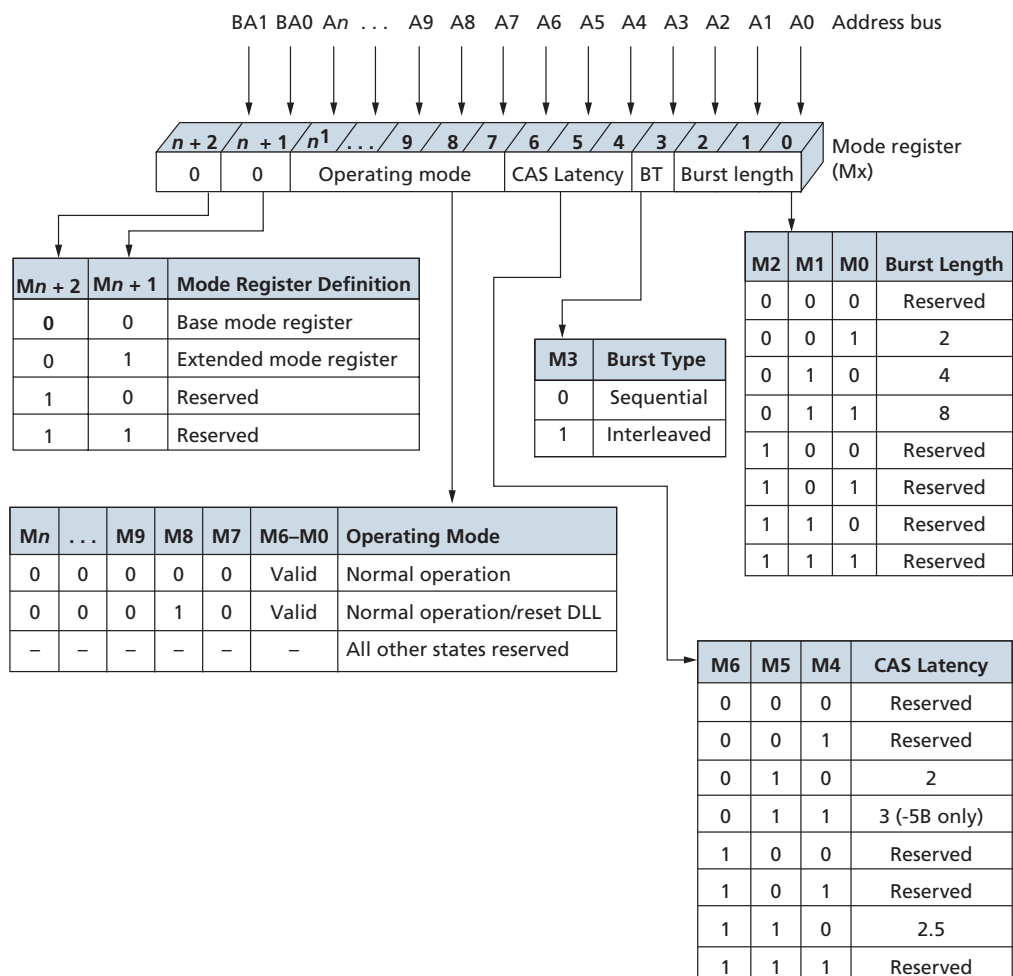 BA1 BA0 An . . . A9 A8 A7 A6 A5 A4 A3 A2 A1 A0 Address bus
n + 2 n + 1 n1 . . . 9 8 7 6 5 4 3 2 1 0
Mode register
(Mx)
0 0 Operating mode CAS Latency BT Burst length
Mn + 2 Mn + 1 Mode Register Definition
0 0 Base mode register
0 1 Extended mode register
1 0 Reserved
1 1 Reserved
M3 Burst Type
0 Sequential
1 Interleaved
M2 M1 M0 Burst Length
0 0 0 Reserved
0 0 1 2
0 1 0 4
0 1 1 8
1 0 0 Reserved
1 0 1 Reserved
1 1 0 Reserved
1 1 1 Reserved
Mn . . . M9 M8 M7 M6–M0 Operating Mode
0 0 0 0 0 Valid Normal operation
0 0 0 1 0 Valid Normal operation/reset DLL
– – – – – – All other states reserved
M6 M5 M4 CAS Latency
0 0 0 Reserved
0 0 1 Reserved
0 1 0 2
0 1 1 3 (-5B only)
1 0 0 Reserved
1 0 1 Reserved
1 1 0 2.5
1 1 1 Reserved